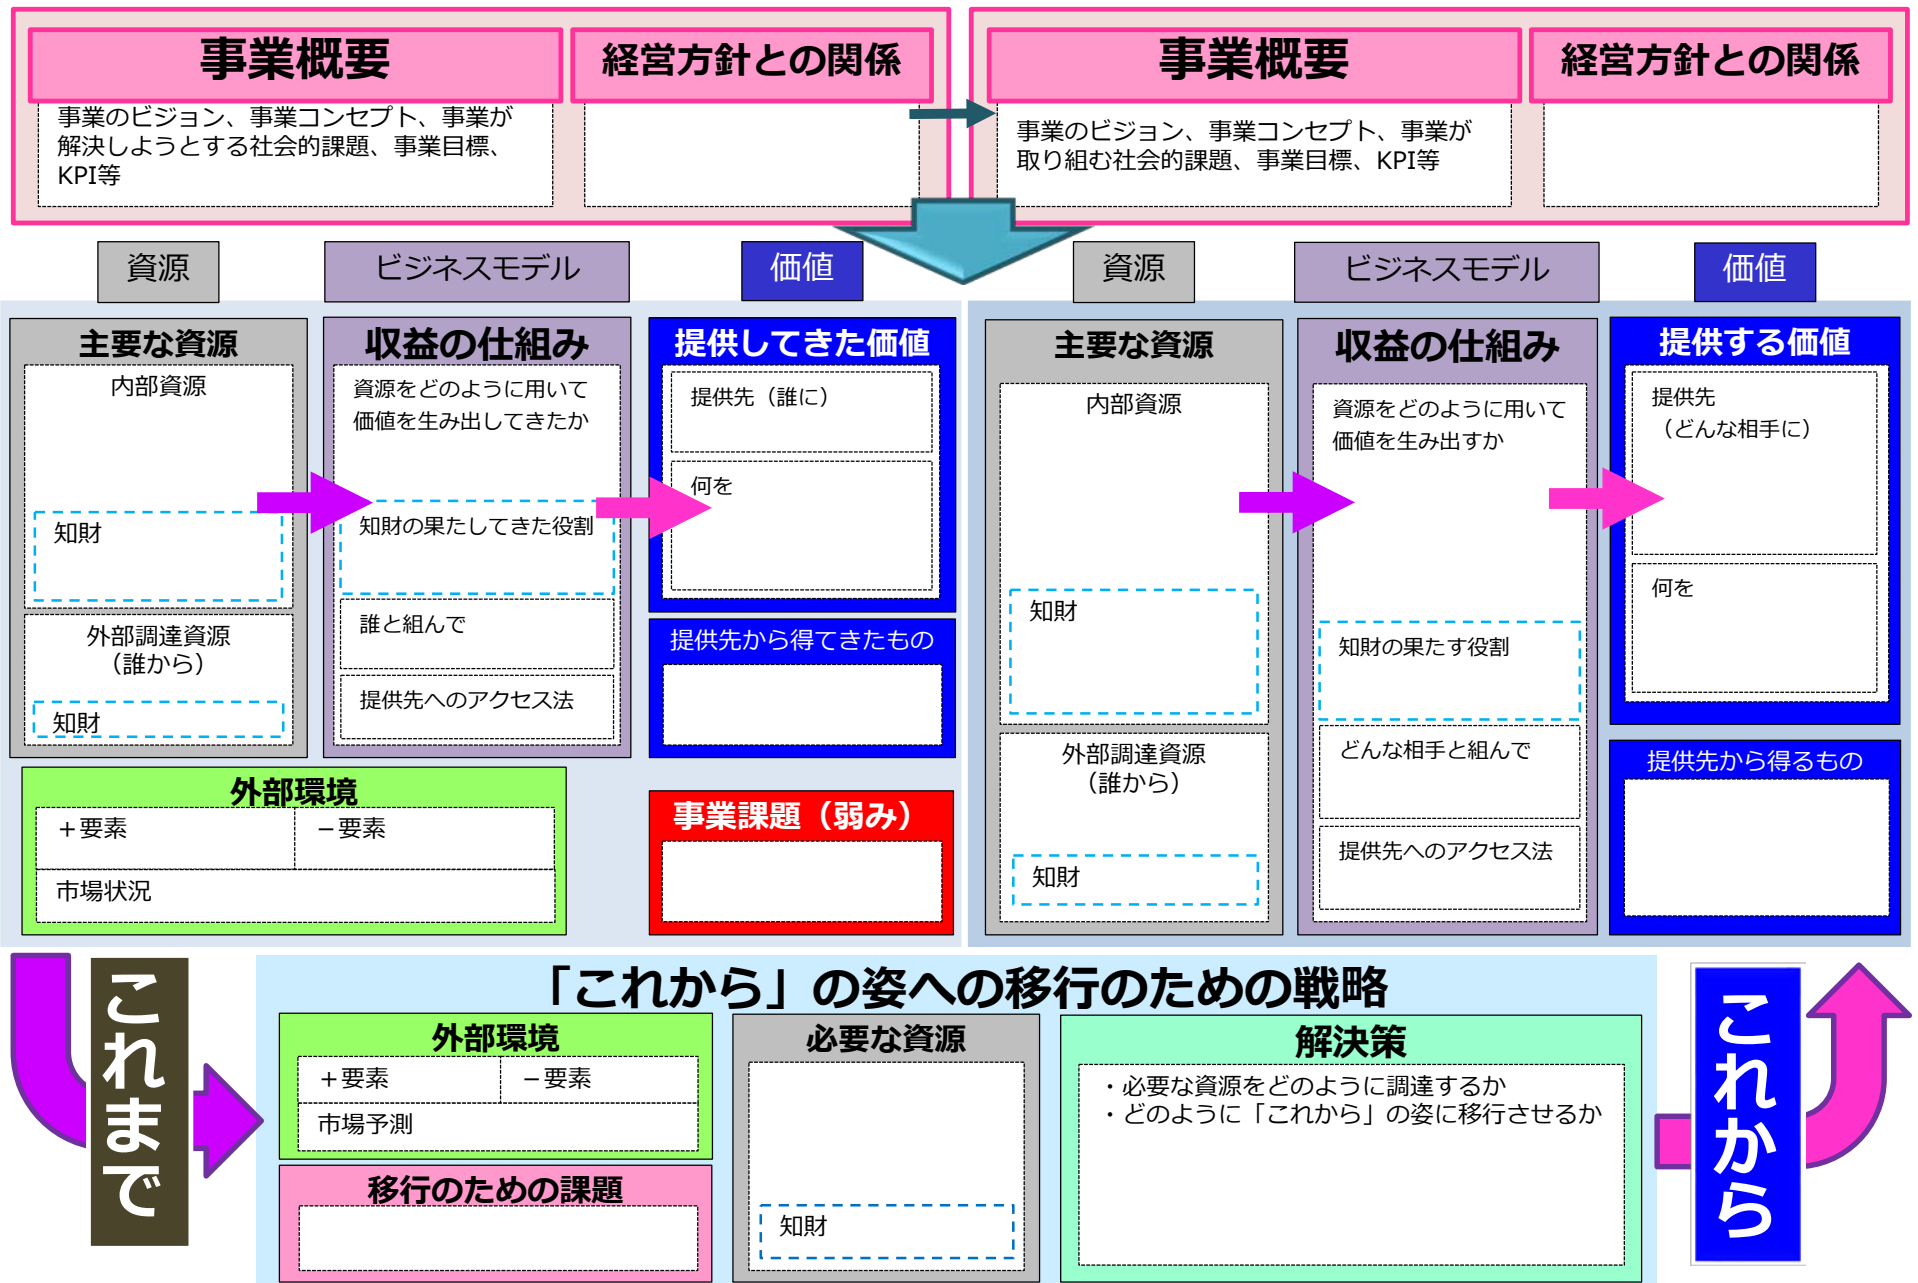 事業概要
経営方針との関係
事業のビジョン、事業コンセプト、事業が
解決しようとする社会的課題、事業目標、
KPI等
事業概要
経営方針との関係
事業のビジョン、事業コンセプト、事業が
取り組む社会的課題、事業目標、KPI等
資源
ビジネスモデル
価値
主要な資源
内部資源
知財
外部調達資源
（誰から）
知財
収益の仕組み
資源をどのように用いて
価値を生み出してきたか
知財の果たしてきた役割
誰と組んで
提供先へのアクセス法
提供してきた価値
提供先（誰に）
何を
提供先から得てきたもの
外部環境
＋要素
－要素
市場状況
事業課題（弱み）
資源
ビジネスモデル
価値
主要な資源
内部資源
知財
外部調達資源
（誰から）
知財
収益の仕組み
資源をどのように用いて
価値を生み出すか
知財の果たす役割
どんな相手と組んで
提供先へのアクセス法
提供する価値
提供先
（どんな相手に）
何を
提供先から得るもの
これまで
「これから」の姿への移行のための戦略
外部環境
＋要素
－要素
市場予測
移行のための課題
必要な資源
知財
解決策
・必要な資源をどのように調達するか
・どのように「これから」の姿に移行させるか
これから